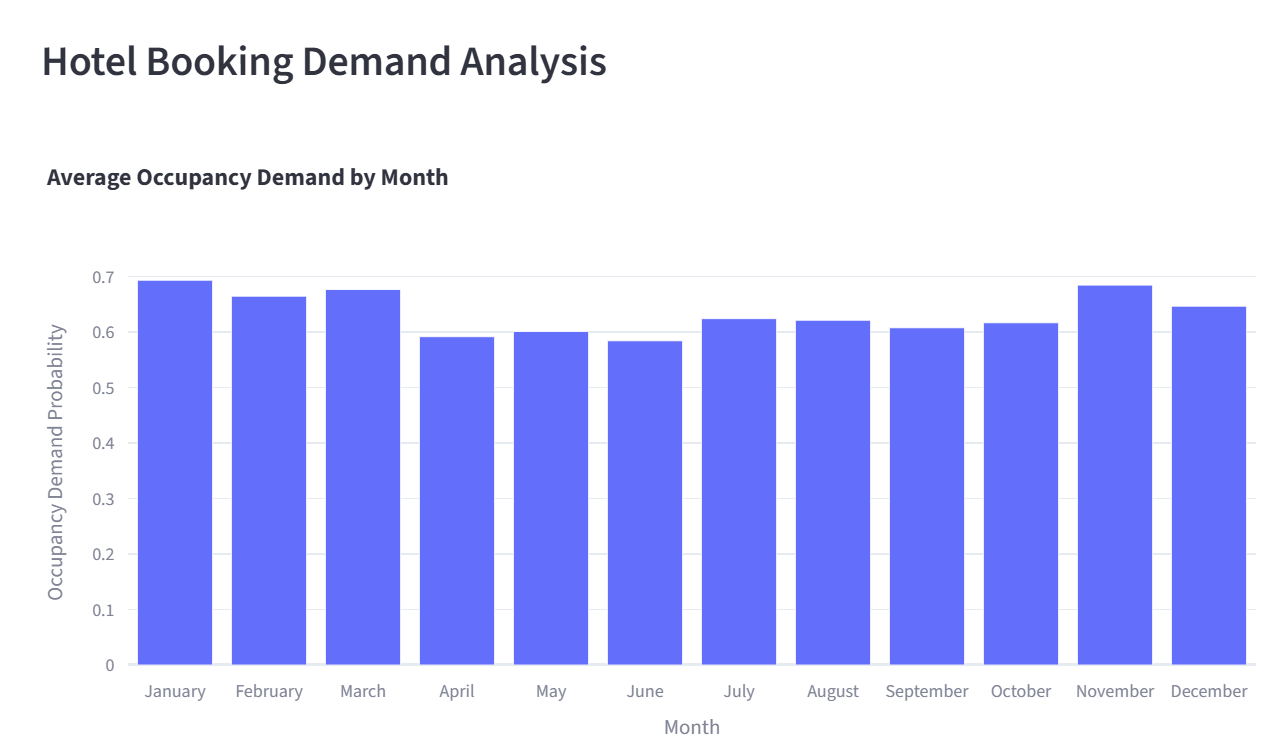 Hotel Booking Demand Analysis
Average Occupancy Demand by Month
Occupancy Demand Probability
0.7
0.6
0.5
0.4
0.3
0.2
0.1
0
January February March April May June July August September October November December
Month